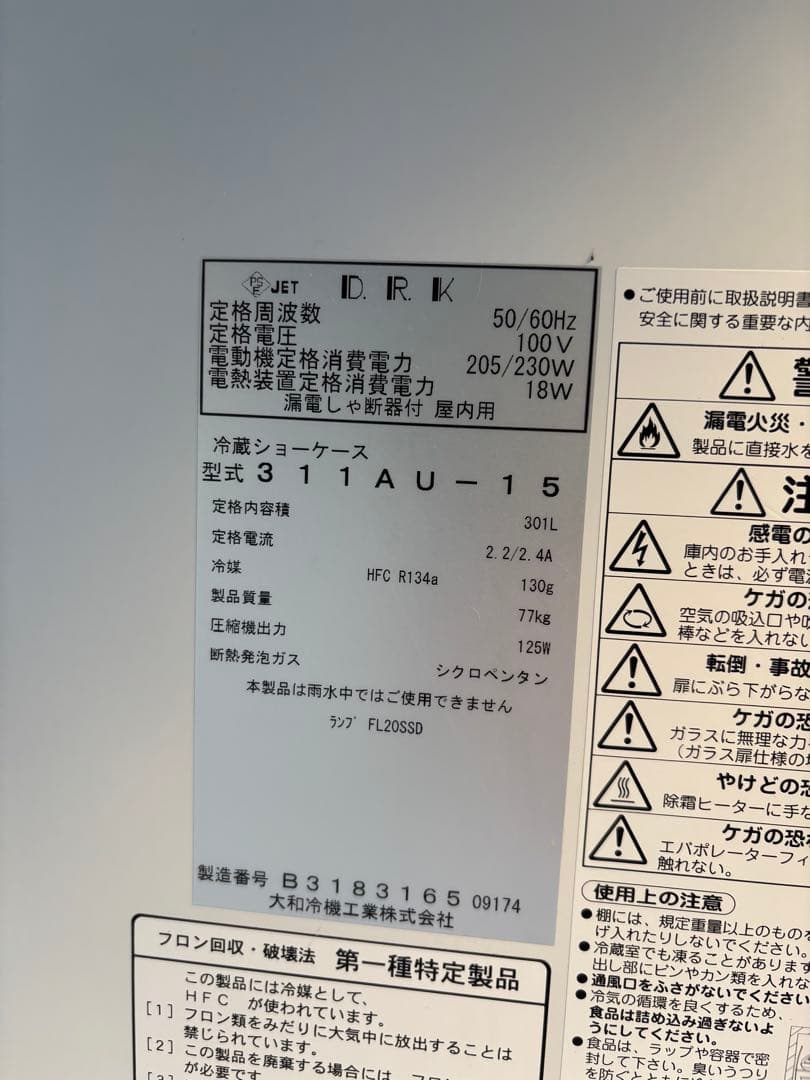 PS E JET D.R.K
定格周波数 50/60Hz
定格電圧 100V
電動機定格消費電力 205/230W
電熱装置定格消費電力 18W
漏電しゃ断器付 屋内用
冷蔵ショーケース
型式 311AU-15
定格内容積 301L
定格電流 2.2/2.4A
冷媒 HFC R134a 130g
製品質量 77kg
圧縮機出力 125W
断熱発泡ガス シクロペンタン
本製品は雨水中ではご使用できません
ランプ FL20SSD
製造番号 B3183165 09174
大和冷機工業株式会社
フロン回収・破壊法 第一種特定製品
この製品には冷媒として、
HFC が使われています。
[1] フロン類をみだりに大気中に放出することは
禁じられています。
[2] この製品を廃棄する場合には、フロ
が必要です
●ご使用前に取扱説明書
安全に関する重要な内
漏電火災・
製品に直接水を
注
感電の
庫内のお手入れ
ときは、必ず電
ケガの
空気の吸込口や
棒などを入れない
転倒・事故
扉にぶら下がらな
ケガの恐
ガラスに無理な力
(ガラス扉仕様の
やけどの恐
除霜ヒーターに手
ケガの恐れ
エバポレーターフィ
触れない。
使用上の注意
●棚には、規定重量以上のものを
げ入れたりしないでください。
●冷蔵室でも凍ることがあります
出し部にビンやカン類を入れな
●通風口をふさがないでください
●冷気の循環を良くするため、
食品は詰め込み過ぎないよ
うにしてください。
●食品は、ラップや容器で密
封して下さい。臭いうつり
を防ぐとともに